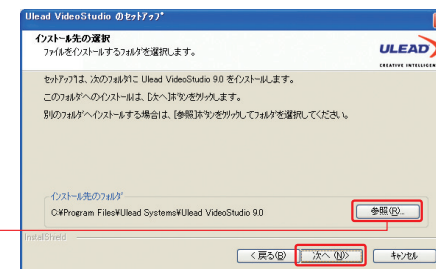 Ulead VideoStudio のセットアップ
インストール先の選択
ファイルをインストールするフォルダを選択します。
ULEAD
CREATIVE INTELLIGEN
セットアップは、次のフォルダに Ulead VideoStudio 9.0 をインストールします。
このフォルダへのインストールは、[次へ]ボタンをクリックします。
別のフォルダへインストールする場合は、[参照]ボタンをクリックしてフォルダを選択してください。
インストール先のフォルダ
C:¥Program Files¥Ulead Systems¥Ulead VideoStudio 9.0
参照(R)...
InstallShield
< 戻る(B)
次へ (N)>
キャンセル